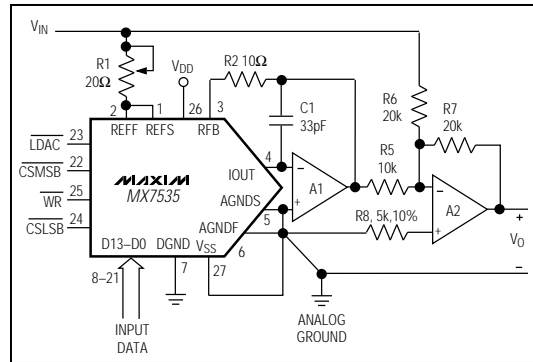 VIN
R1
20Ω
VDD
R2 10Ω
C1
33pF
R6
20k
R7
20k
2
1
26
3
REFF
REFS
RFB
LDAC
23
CSMSB
22
WR
25
CSLSB
24
MAXIM
MX7535
IOUT
4
AGNDS
5
AGNDF
6
A1
R5
10k
A2
R8, 5k,10%
D13–D0
DGND
VSS
8–21
7
27
INPUT
DATA
ANALOG
GROUND
VO